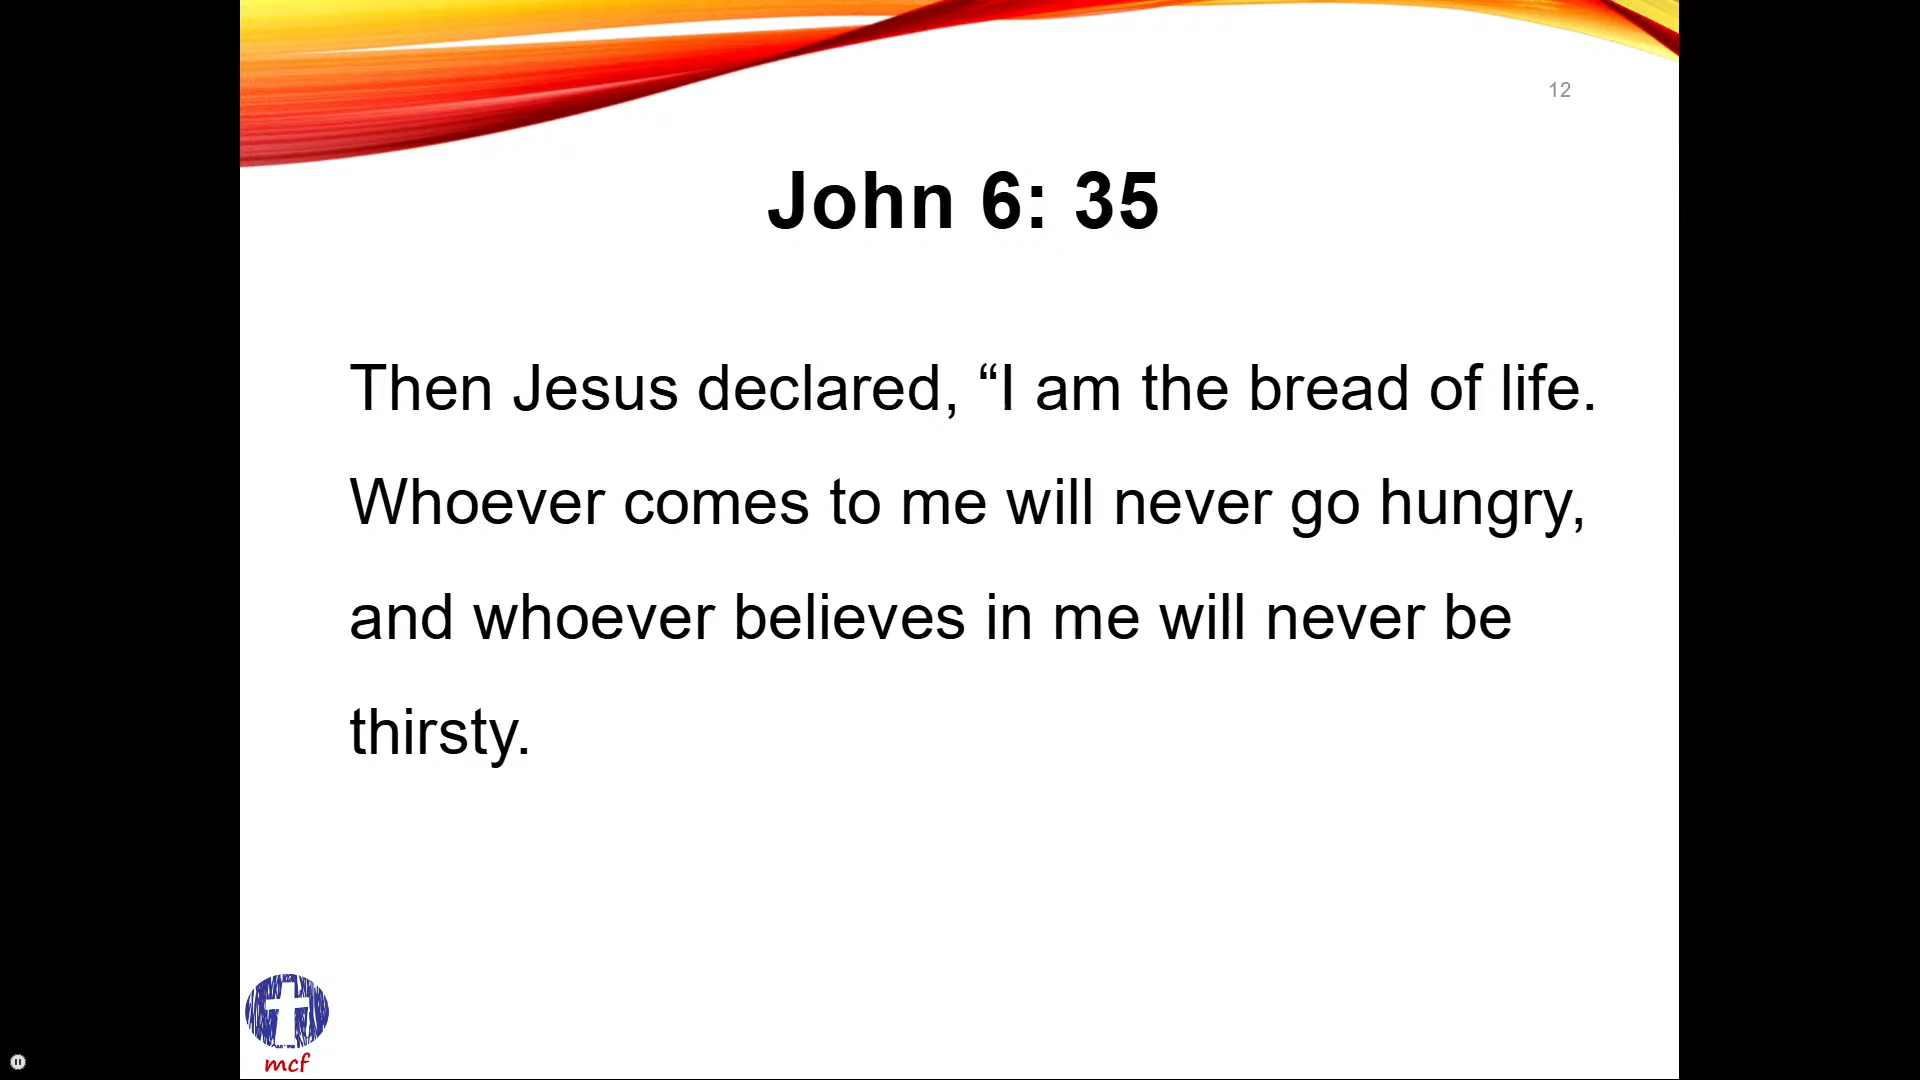 12
John 6: 35
Then Jesus declared, “I am the bread of life.
Whoever comes to me will never go hungry,
and whoever believes in me will never be
thirsty.
mcf